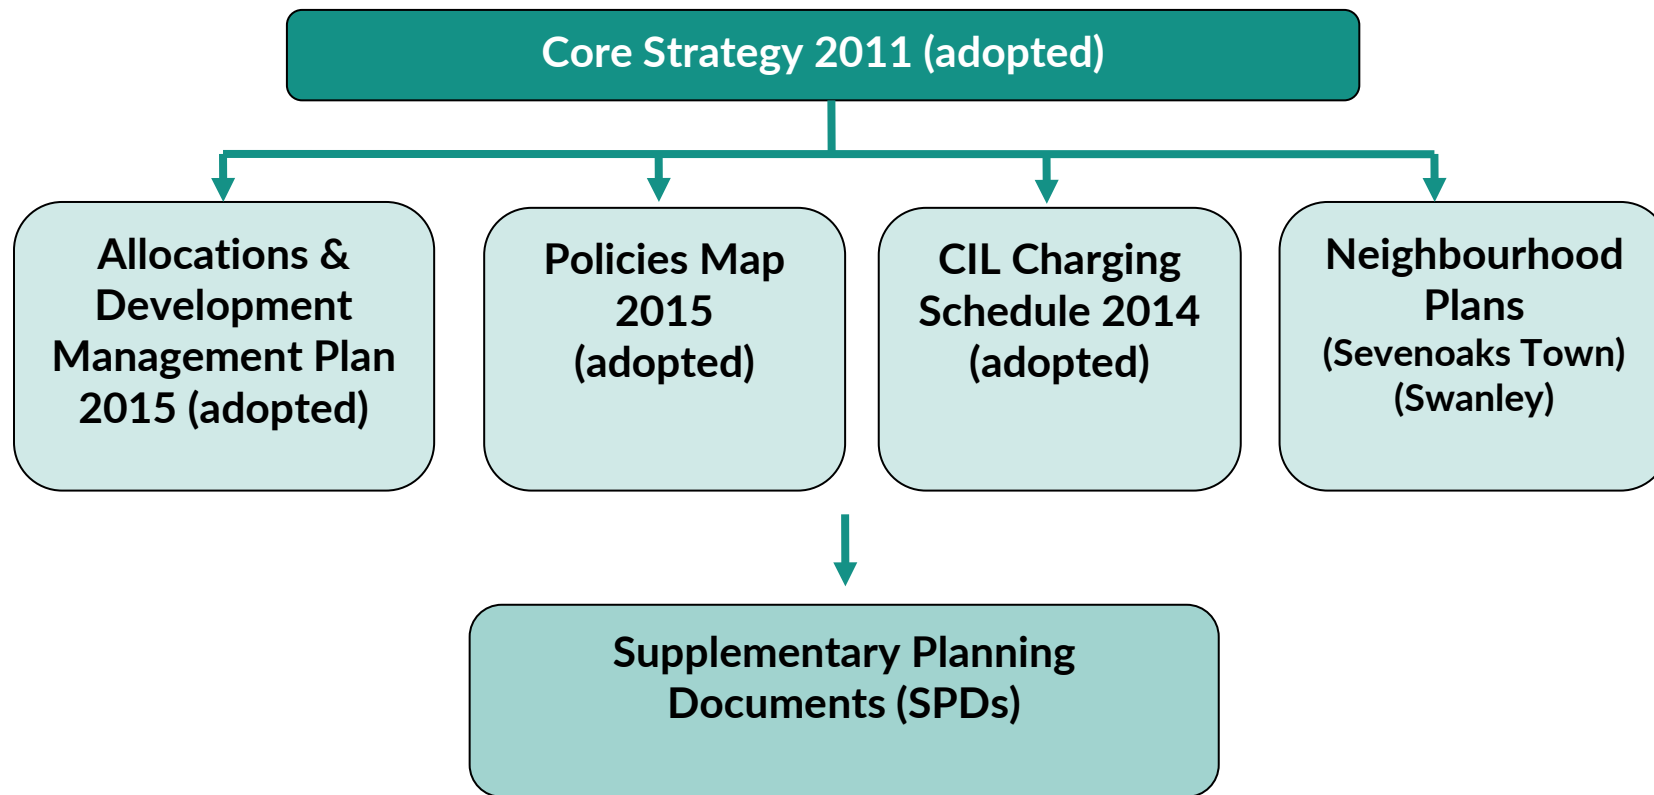 Core Strategy 2011 (adopted)
Allocations &
Development
Management Plan
2015 (adopted)
Policies Map
2015
(adopted)
CIL Charging
Schedule 2014
(adopted)
Neighbourhood
Plans
(Sevenoaks Town)
(Swanley)
Supplementary Planning
Documents (SPDs)